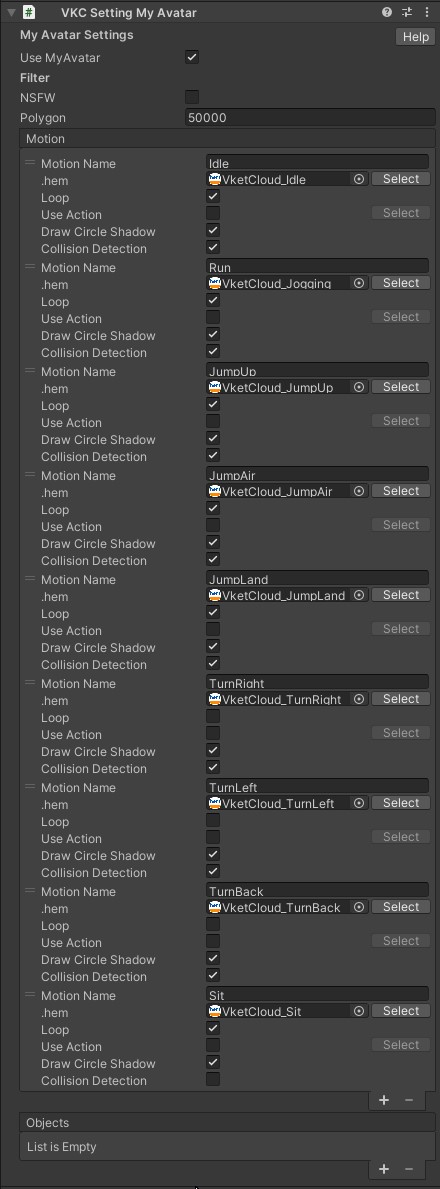 VKC Setting My Avatar
My Avatar Settings
Help
Use MyAvatar
Filter
NSFW
Polygon 50000
Motion
Motion Name Idle
.hem VketCloud_Idle Select
Loop
Use Action Select
Draw Circle Shadow
Collision Detection
Motion Name Run
.hem VketCloud_Jogging Select
Loop
Use Action Select
Draw Circle Shadow
Collision Detection
Motion Name JumpUp
.hem VketCloud_JumpUp Select
Loop
Use Action Select
Draw Circle Shadow
Collision Detection
Motion Name JumpAir
.hem VketCloud_JumpAir Select
Loop
Use Action Select
Draw Circle Shadow
Collision Detection
Motion Name JumpLand
.hem VketCloud_JumpLand Select
Loop
Use Action Select
Draw Circle Shadow
Collision Detection
Motion Name TurnRight
.hem VketCloud_TurnRight Select
Loop
Use Action Select
Draw Circle Shadow
Collision Detection
Motion Name TurnLeft
.hem VketCloud_TurnLeft Select
Loop
Use Action Select
Draw Circle Shadow
Collision Detection
Motion Name TurnBack
.hem VketCloud_TurnBack Select
Loop
Use Action Select
Draw Circle Shadow
Collision Detection
Motion Name Sit
.hem VketCloud_Sit Select
Loop
Use Action Select
Draw Circle Shadow
Collision Detection
+ −
Objects
List is Empty
+ −